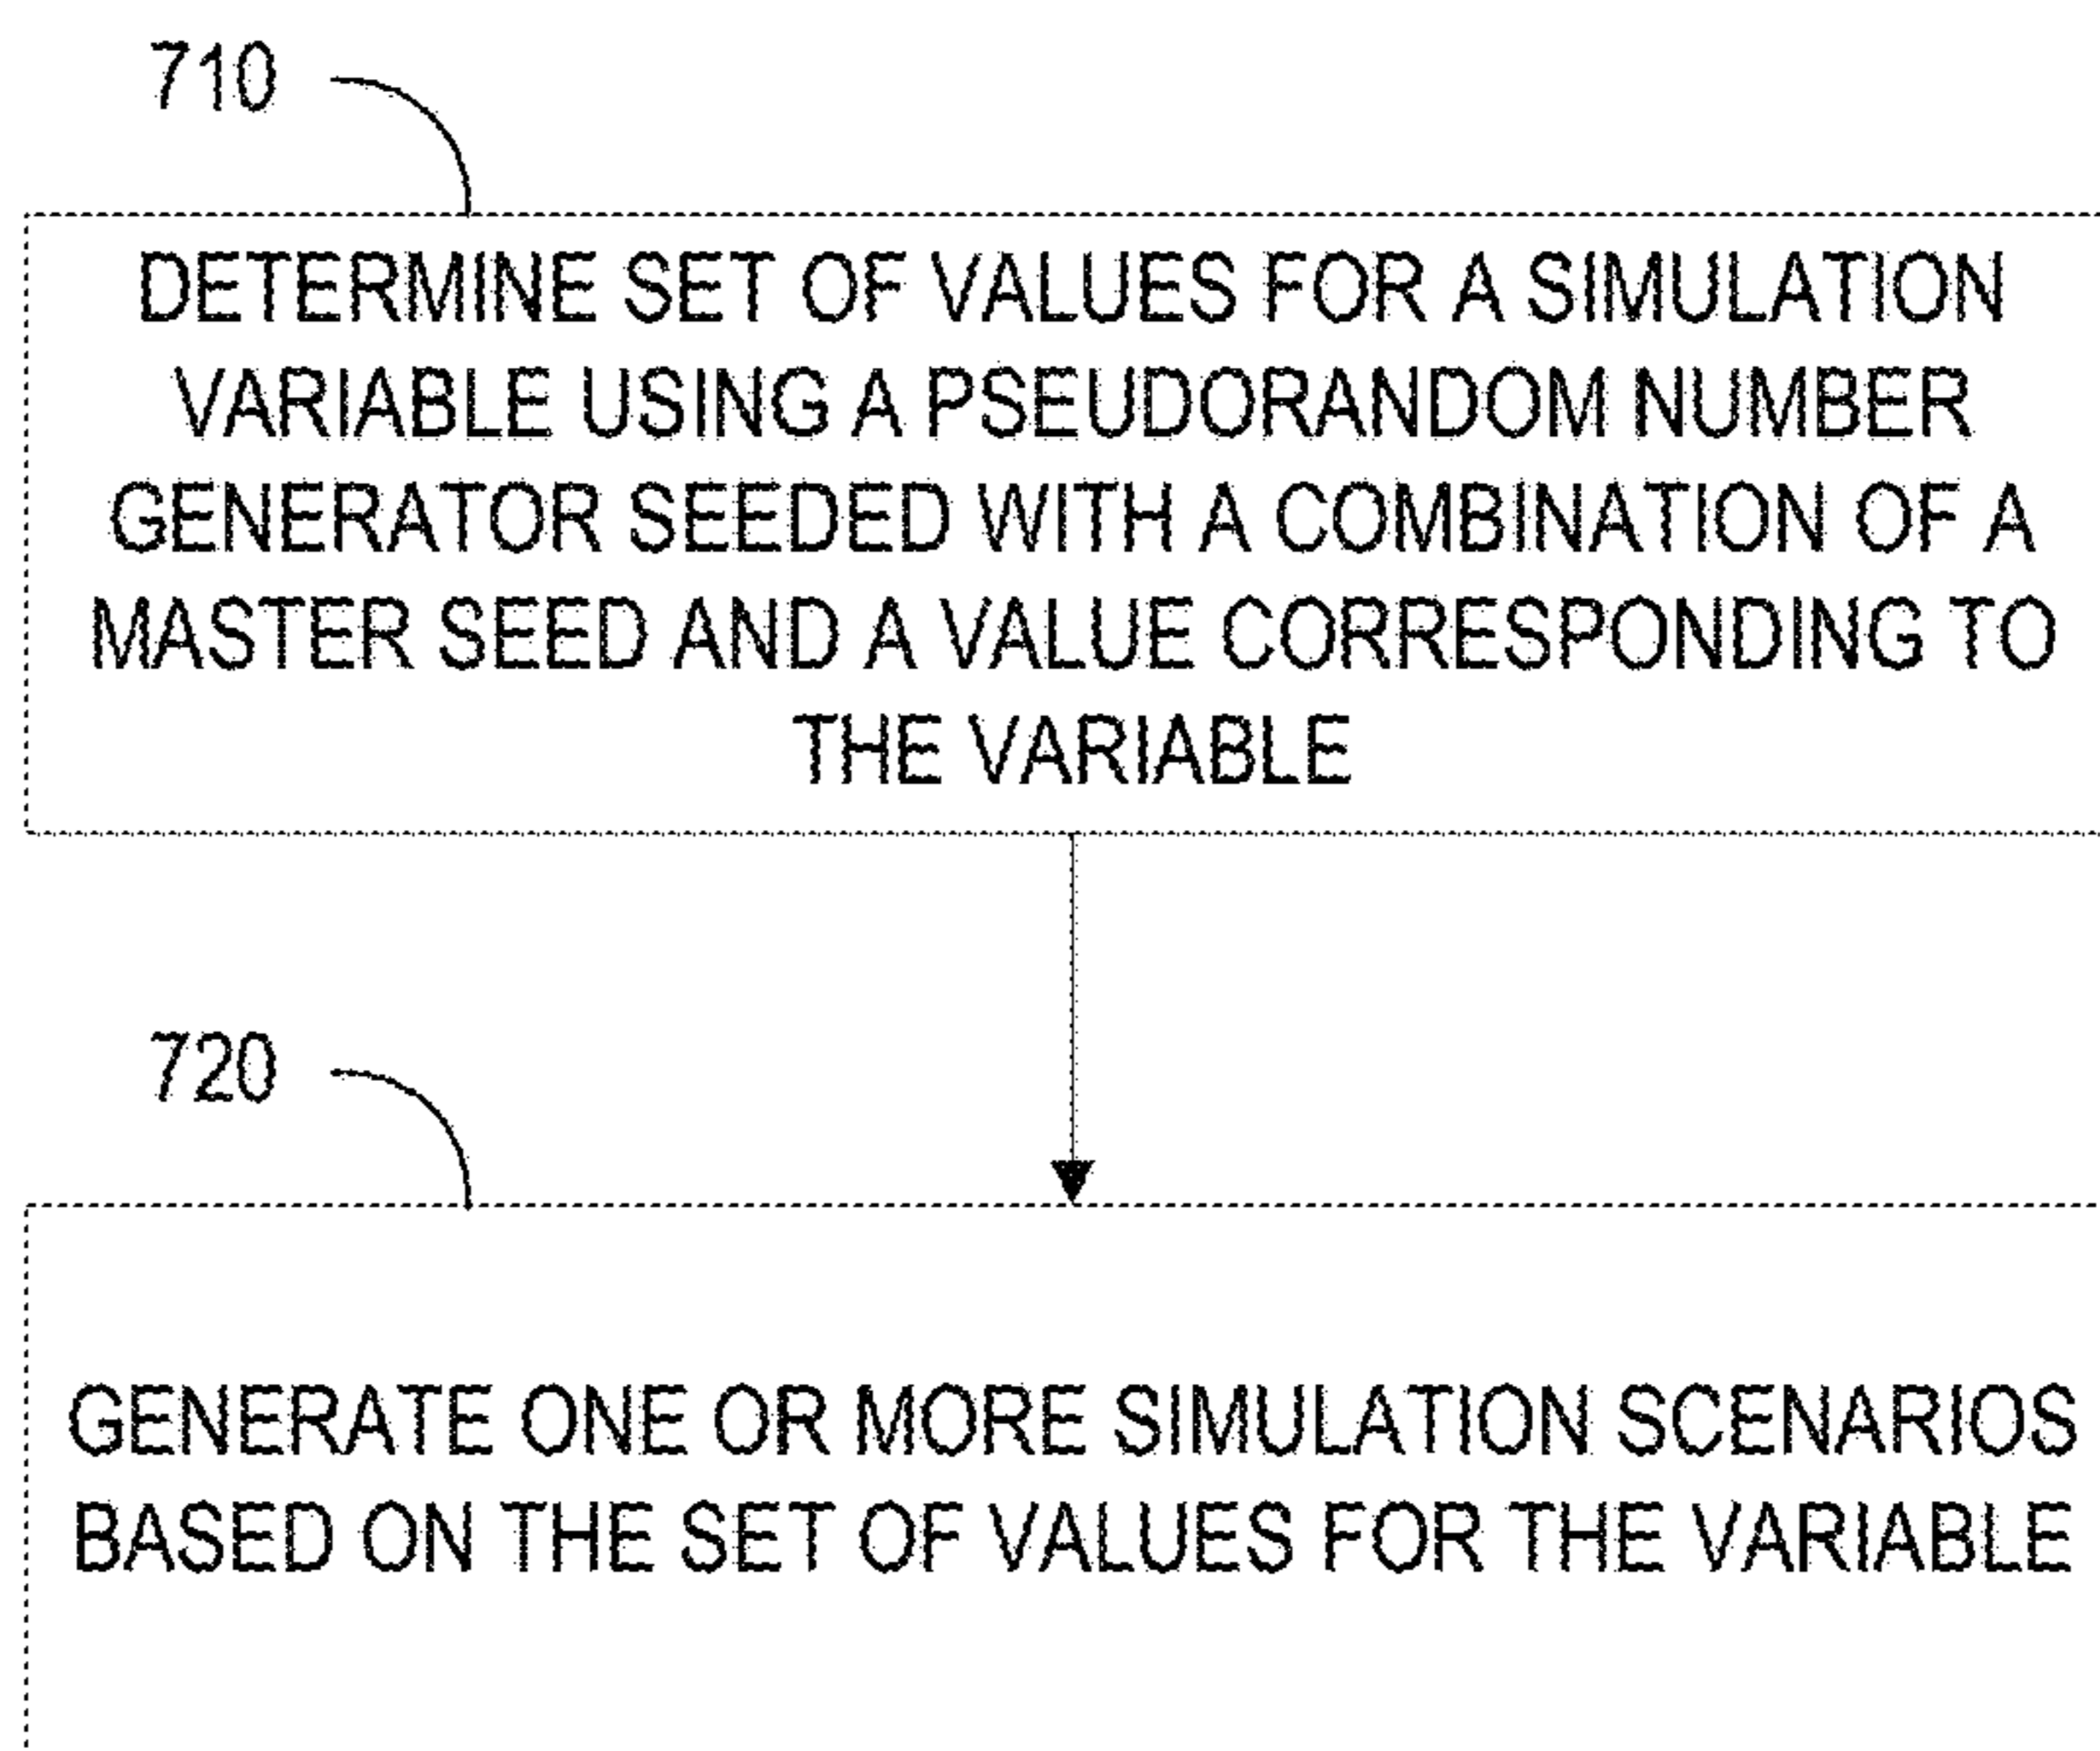 710
DETERMINE SET OF VALUES FOR A SIMULATION
VARIABLE USING A PSEUDORANDOM NUMBER
GENERATOR SEEDED WITH A COMBINATION OF A
MASTER SEED AND A VALUE CORRESPONDING TO
THE VARIABLE
720
GENERATE ONE OR MORE SIMULATION SCENARIOS
BASED ON THE SET OF VALUES FOR THE VARIABLE